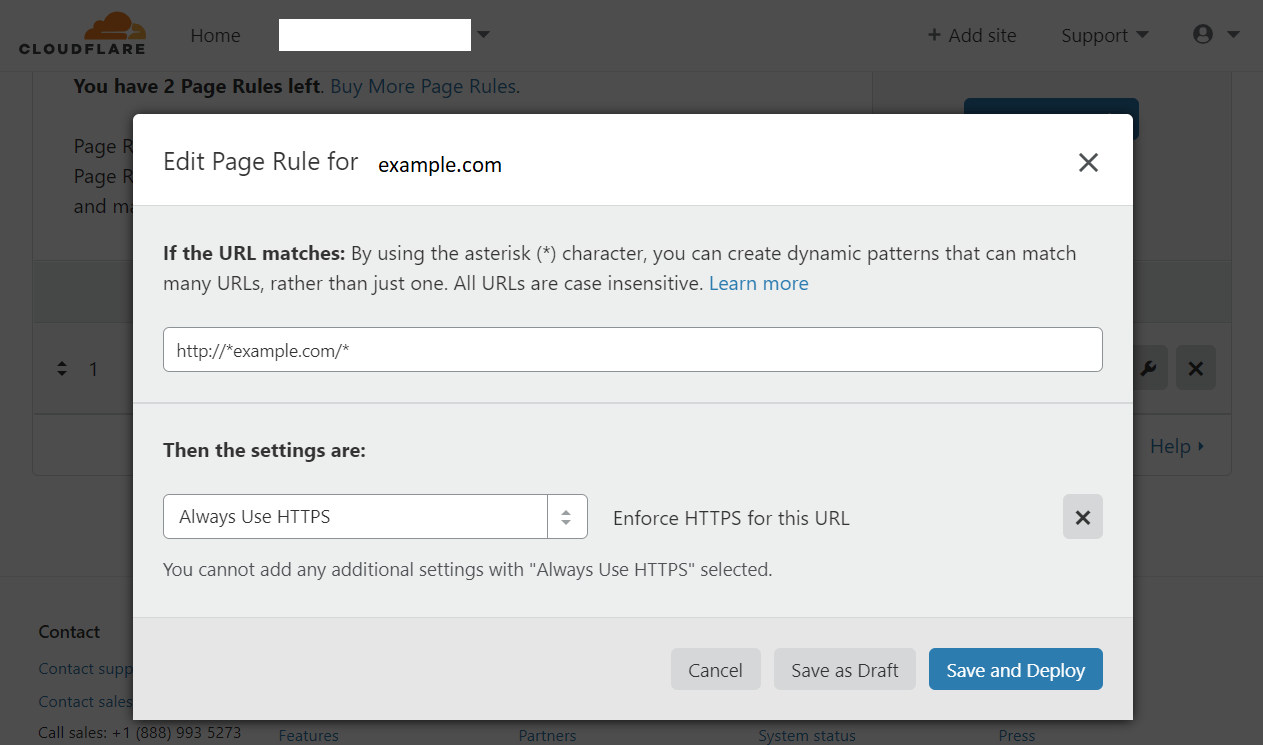 CLOUDFLARE
Home
+ Add site
Support
You have 2 Page Rules left. Buy More Page Rules.
Page R
Page R
and ma
Edit Page Rule for example.com
If the URL matches: By using the asterisk (*) character, you can create dynamic patterns that can match
many URLs, rather than just one. All URLs are case insensitive. Learn more
http://*example.com/*
1
Then the settings are:
Always Use HTTPS
Enforce HTTPS for this URL
Help
You cannot add any additional settings with "Always Use HTTPS" selected.
Cancel
Save as Draft
Save and Deploy
Contact
Contact supp
Contact sales
Call sales: +1 (888) 993 5273
Features
Partners
System status
Press